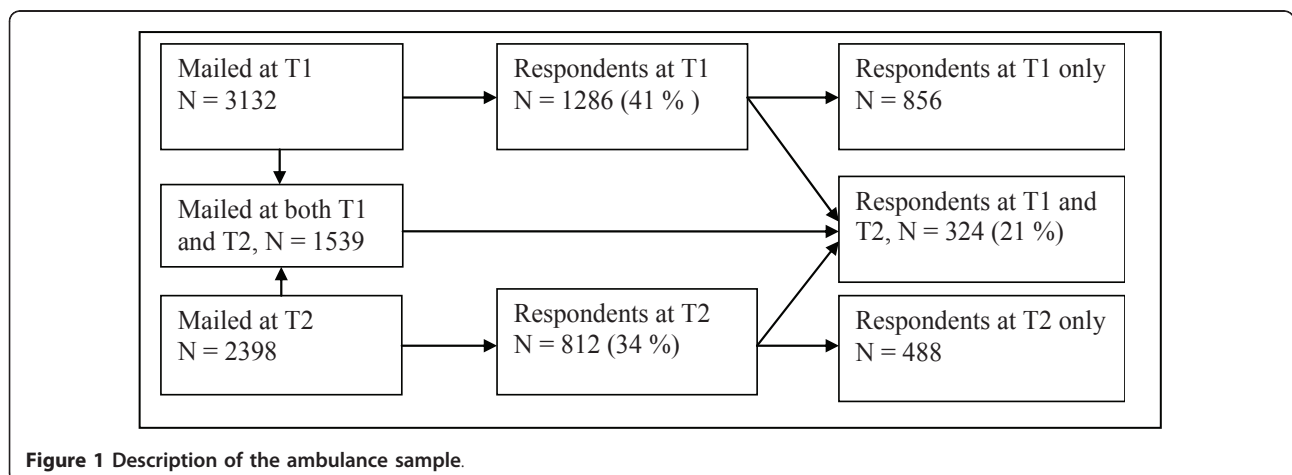 Mailed at T1
N = 3132
Respondents at T1
N = 1286 (41 % )
Respondents at T1 only
N = 856
Mailed at both T1
and T2, N = 1539
Respondents at T1 and
T2, N = 324 (21 %)
Mailed at T2
N = 2398
Respondents at T2
N = 812 (34 %)
Respondents at T2 only
N = 488
Figure 1 Description of the ambulance sample.